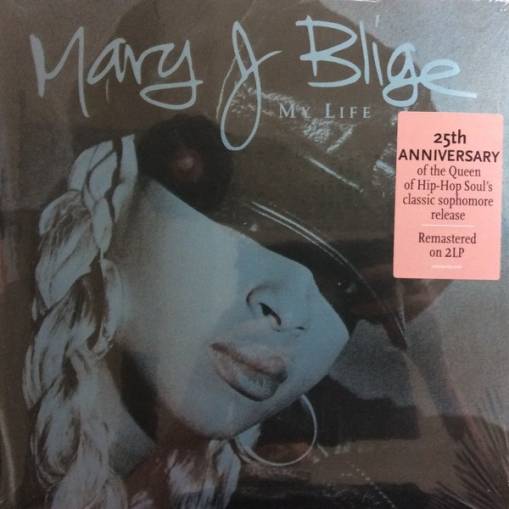 Mary J Blige
MY LIFE
25th
ANNIVERSARY
of the Queen
of Hip-Hop Soul's
classic sophomore
release
Remastered
on 2LP